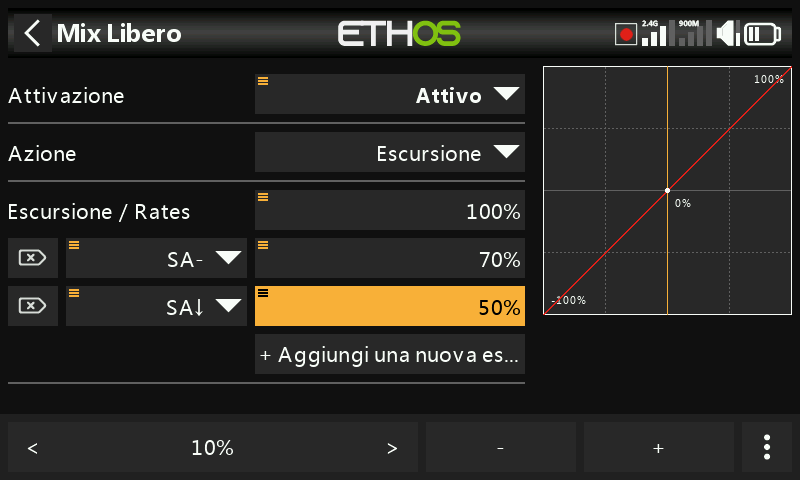 Mix Libero
ETHOS
2.4G
900M
Attivazione
Attivo
Azione
Escursione
Escursione / Rates
100%
SA-
70%
SA↓
50%
+ Aggiungi una nuova es...
100%
0%
-100%
<
10%
>
-
+